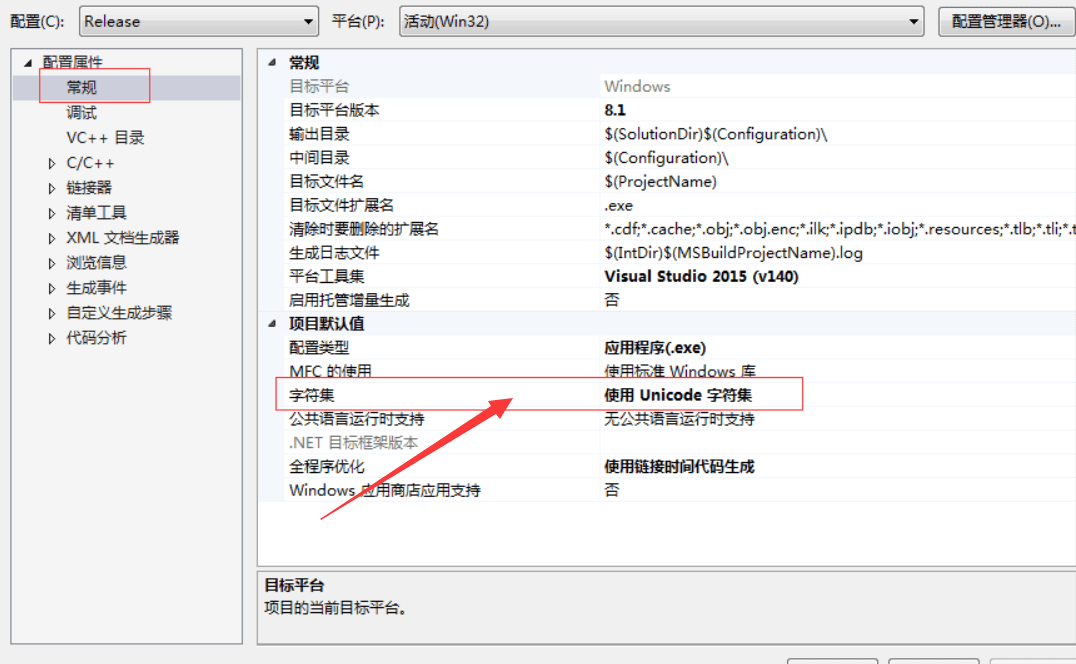 配置(C): Release 平台(P): 活动(Win32) 配置管理器(O)...
配置属性
常规
调试
VC++ 目录
C/C++
链接器
清单工具
XML 文档生成器
浏览信息
生成事件
自定义生成步骤
代码分析
常规
目标平台 Windows
目标平台版本 8.1
输出目录 $(SolutionDir)$(Configuration)\
中间目录 $(Configuration)\
目标文件名 $(ProjectName)
目标文件扩展名 .exe
清除时要删除的扩展名 *.cdf;*.cache;*.obj;*.obj.enc;*.ilk;*.ipdb;*.iobj;*.resources;*.tlb;*.tli;*.t
生成日志文件 $(IntDir)$(MSBuildProjectName).log
平台工具集 Visual Studio 2015 (v140)
启用托管增量生成 否
项目默认值
配置类型 应用程序(.exe)
MFC 的使用 使用标准 Windows 库
字符集 使用 Unicode 字符集
公共语言运行时支持 无公共语言运行时支持
.NET 目标框架版本
全程序优化 使用链接时间代码生成
Windows 应用商店应用支持 否
目标平台
项目的当前目标平台。